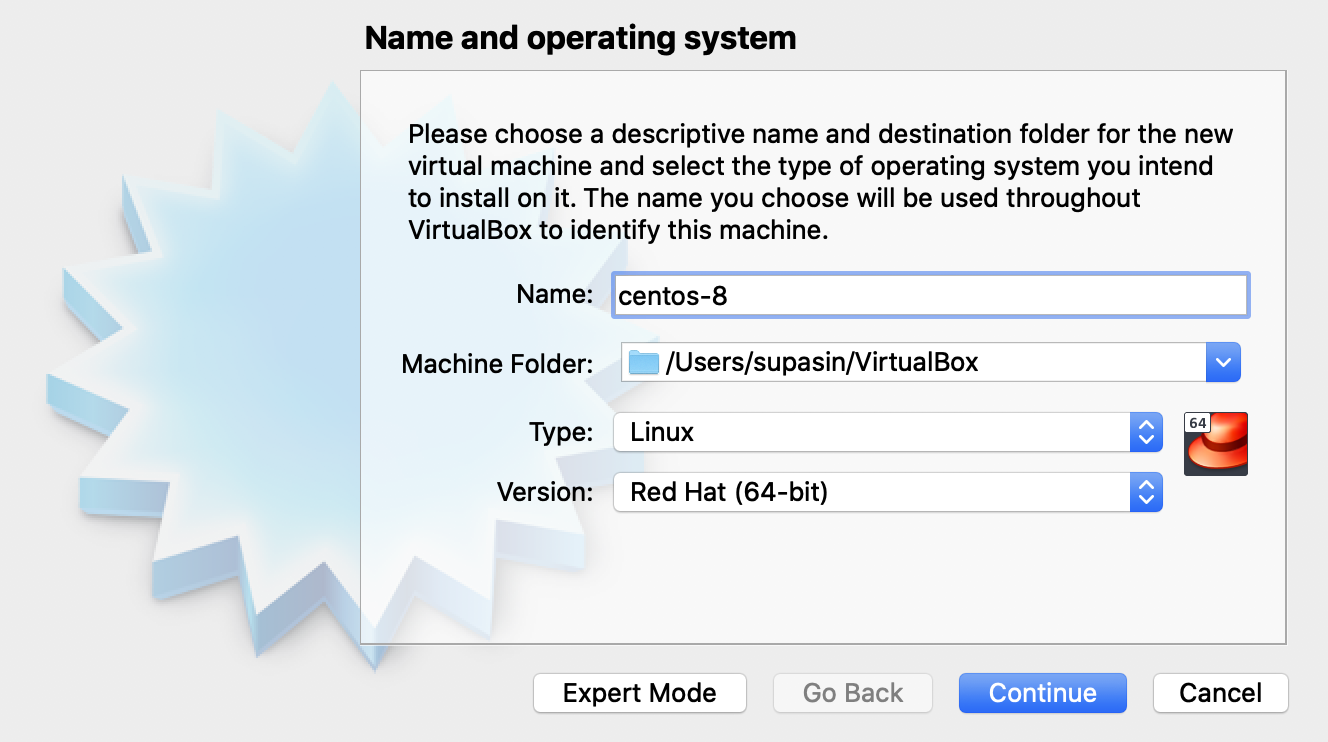 Name and operating system
Please choose a descriptive name and destination folder for the new
virtual machine and select the type of operating system you intend
to install on it. The name you choose will be used throughout
VirtualBox to identify this machine.
Name: centos-8
Machine Folder: /Users/supasin/VirtualBox
Type: Linux
64
Version: Red Hat (64-bit)
Expert Mode Go Back Continue Cancel